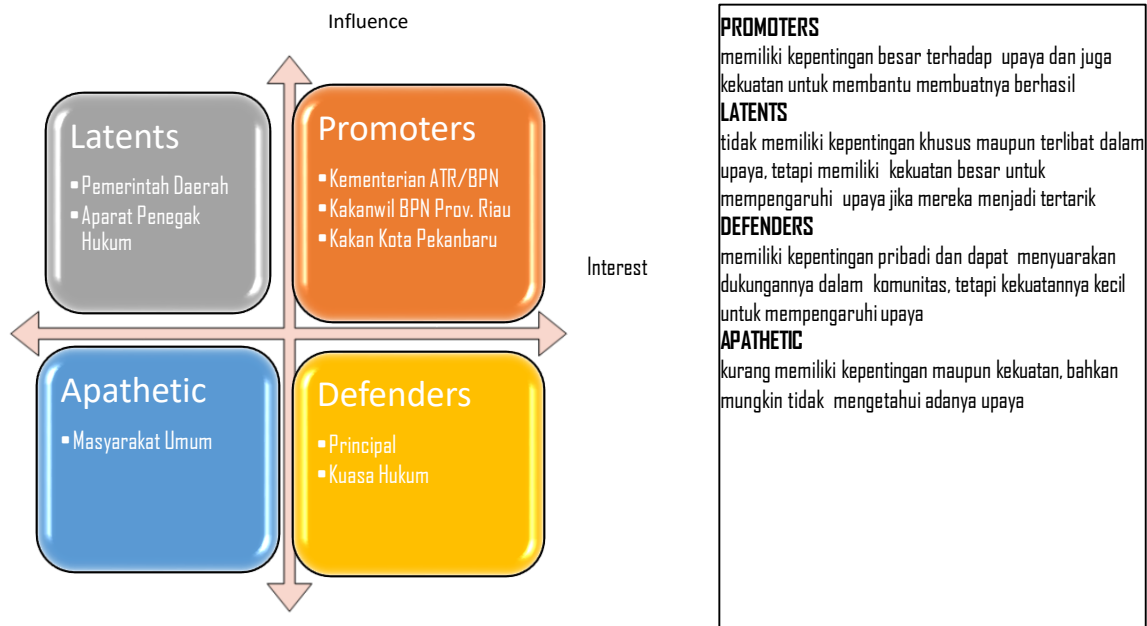 Influence
Latents
▪Pemerintah Daerah
▪Aparat Penegak
Hukum
Promoters
▪Kementerian ATR/BPN
▪Kakanwil BPN Prov. Riau
▪Kakan Kota Pekanbaru
Interest
Apathetic
▪Masyarakat Umum
Defenders
▪Principal
▪Kuasa Hukum
PROMOTERS
memiliki kepentingan besar terhadap upaya dan juga
kekuatan untuk membantu membuatnya berhasil
LATENTS
tidak memiliki kepentingan khusus maupun terlibat dalam
upaya, tetapi memiliki kekuatan besar untuk
mempengaruhi upaya jika mereka menjadi tertarik
DEFENDERS
memiliki kepentingan pribadi dan dapat menyuarakan
dukungannya dalam komunitas, tetapi kekuatannya kecil
untuk mempengaruhi upaya
APATHETIC
kurang memiliki kepentingan maupun kekuatan, bahkan
mungkin tidak mengetahui adanya upaya